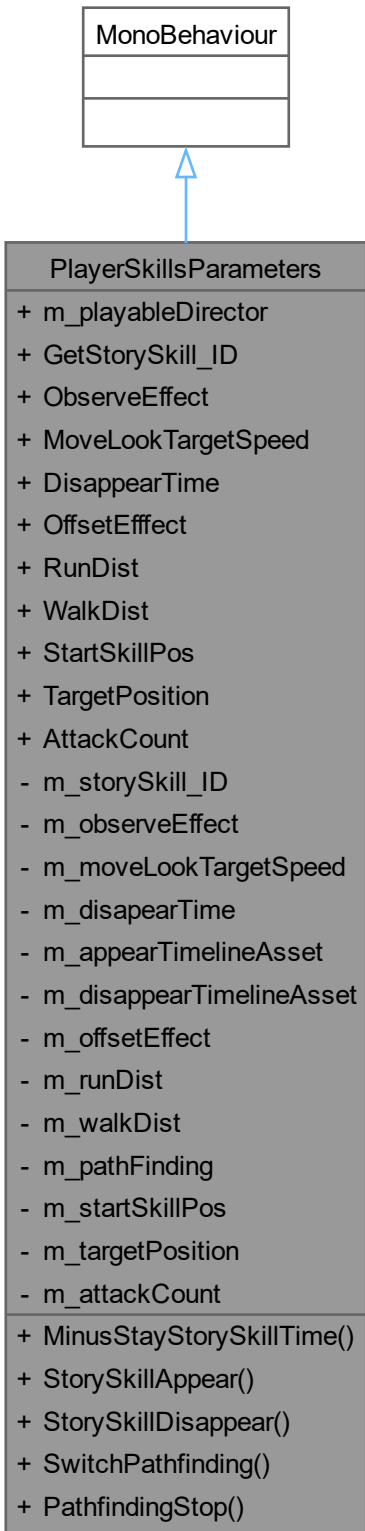 MonoBehaviour
PlayerSkillsParameters
+ m_playableDirector
+ GetStorySkill_ID
+ ObserveEffect
+ MoveLookTargetSpeed
+ DisappearTime
+ OffsetEfffect
+ RunDist
+ WalkDist
+ StartSkillPos
+ TargetPosition
+ AttackCount
- m_storySkill_ID
- m_observeEffect
- m_moveLookTargetSpeed
- m_disapearTime
- m_appearTimelineAsset
- m_disappearTimelineAsset
- m_offsetEffect
- m_runDist
- m_walkDist
- m_pathFinding
- m_startSkillPos
- m_targetPosition
- m_attackCount
+ MinusStayStorySkillTime()
+ StorySkillAppear()
+ StorySkillDisappear()
+ SwitchPathfinding()
+ PathfindingStop()